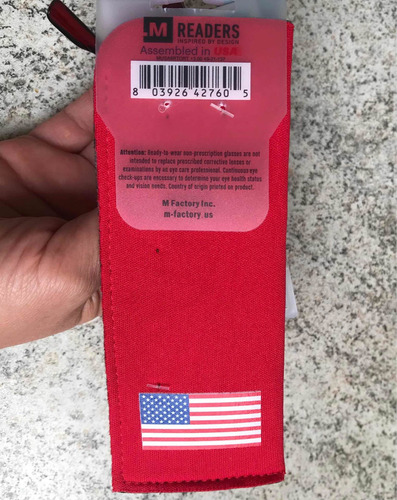 LM READERS
INSPIRED BY DESIGN
Assembled in USA
8 03926 42760 5
Attention: Ready-to-wear non-prescription glasses are not
intended to replace prescribed corrective lenses or
examinations by an eye care professional. Continuous eye
check-ups are necessary to determine your eye health status
and vision needs. Country of origin printed on product.
M Factory Inc.
m-factory.us